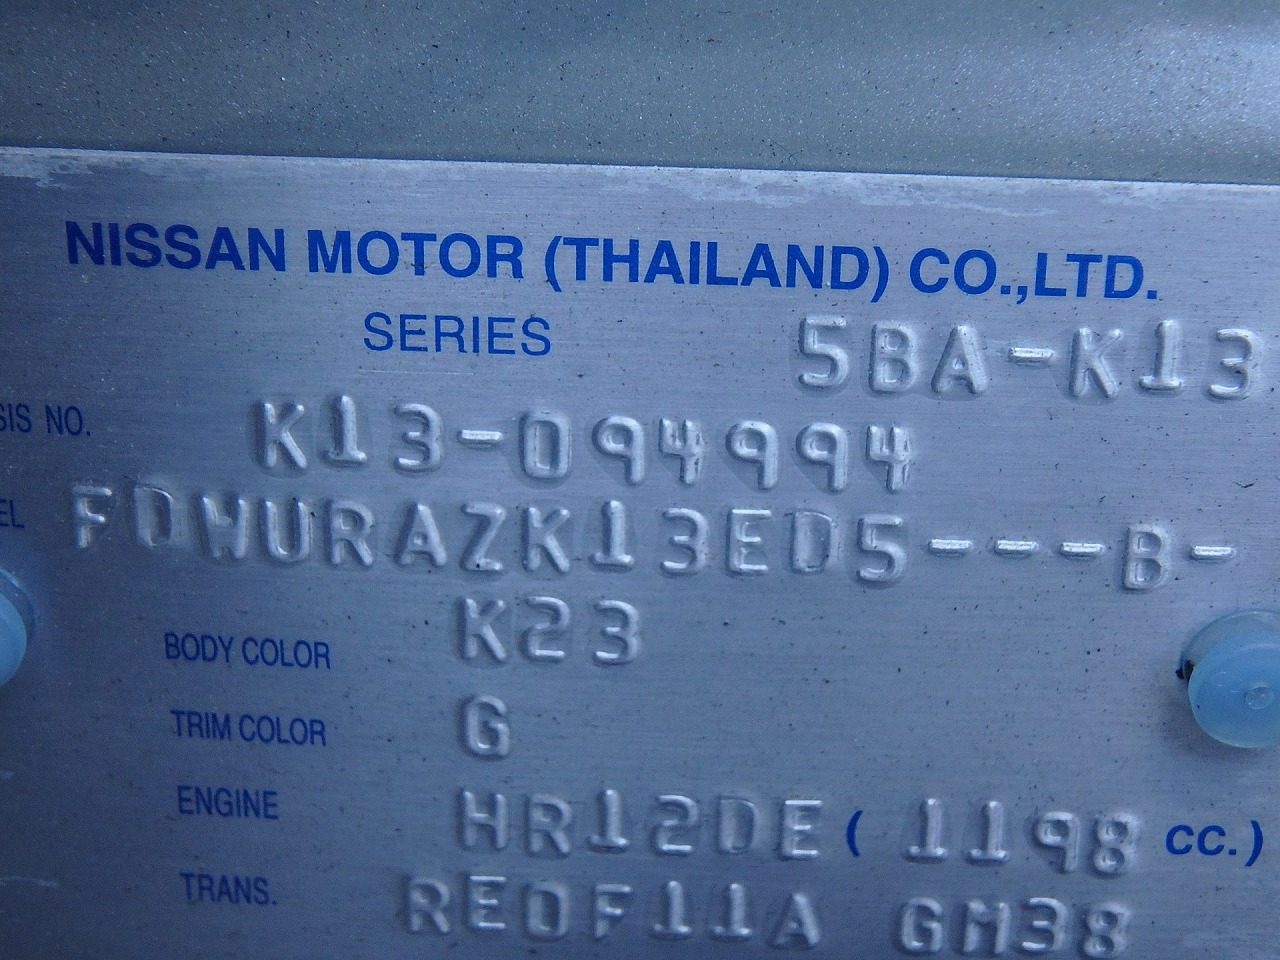 NISSAN MOTOR (THAILAND) CO.,LTD.
SERIES 5BA-K13
SIS NO. K13-094994
EL FDWURAZK13ED5---B-
BODY COLOR K23
TRIM COLOR G
ENGINE HR12DE ( 1198 CC.)
TRANS. RE0F11A GM38